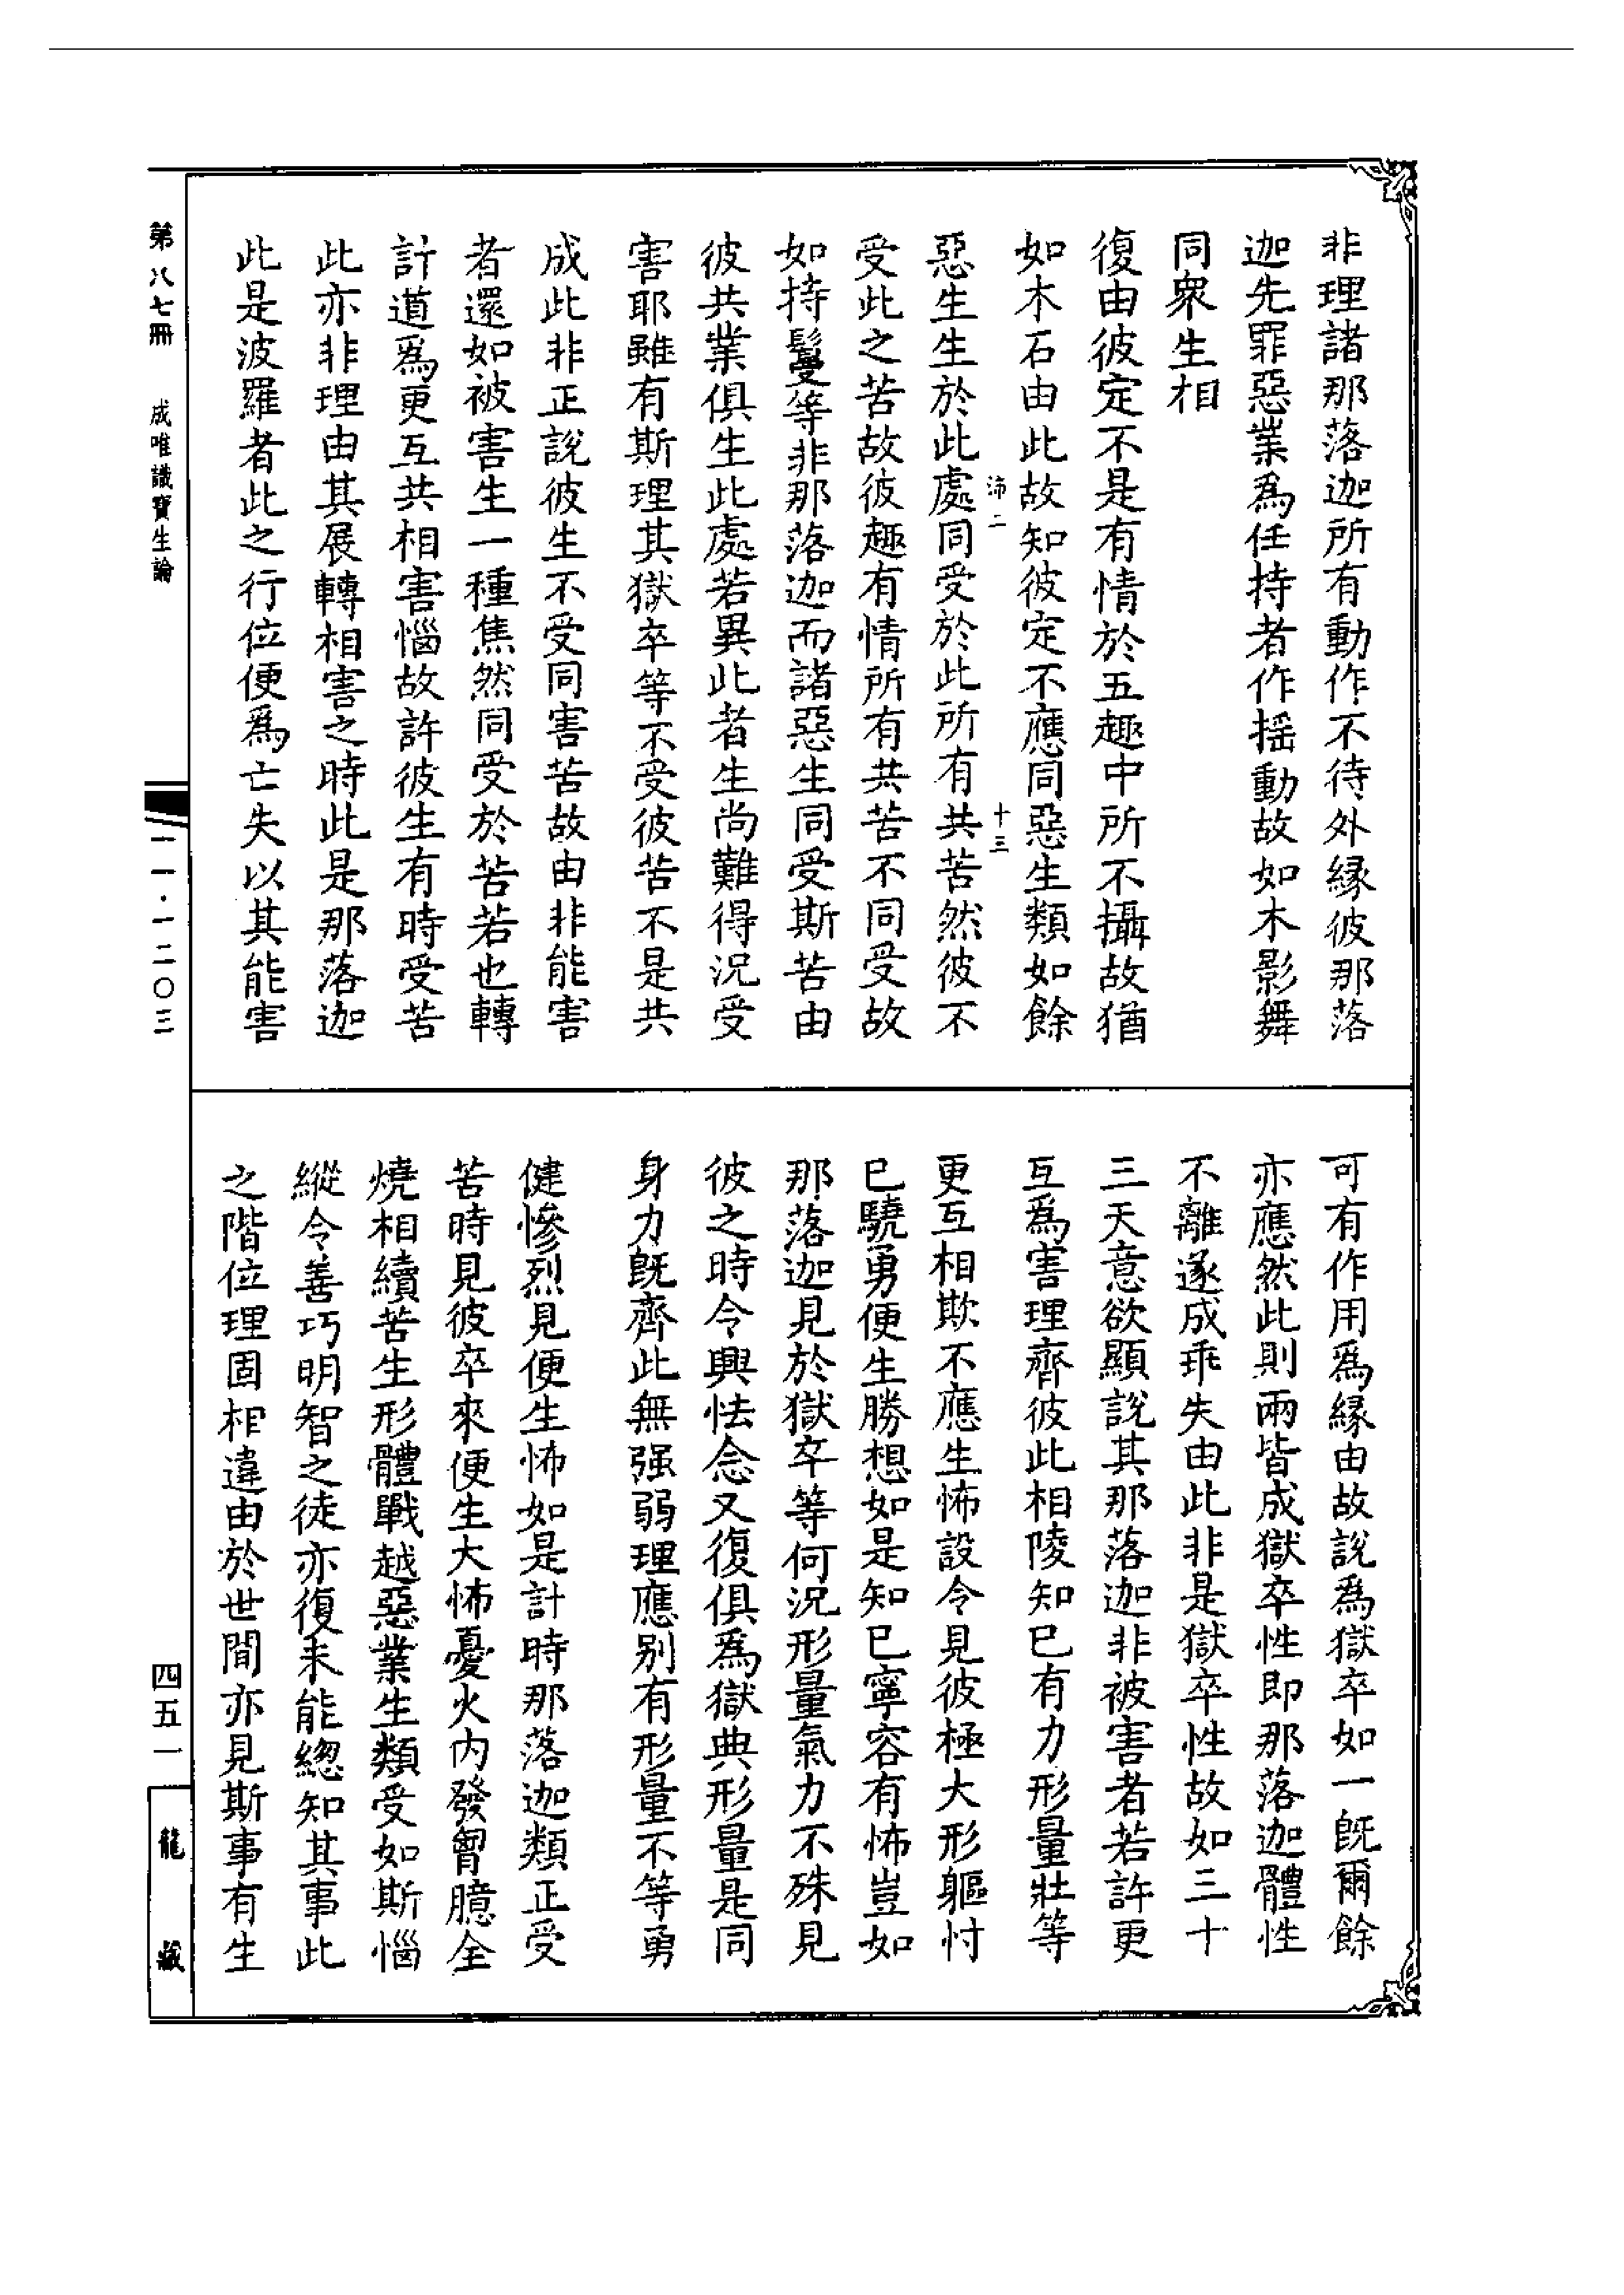 非理諸那落迦所有動作不待外緣彼那落
迦先罪惡業爲任持者作摇動故如木影舞
同衆生相
復由彼定不是有情於五趣中所不攝故猶
如木石由此故知彼定不應同惡生類如餘
沛二
十三
惡生生於此處同受於此所有共苦然彼不
受此之苦故彼趣有情所有共苦不同受故
如持鬘等非那落迦而諸惡生同受斯苦由
彼共業俱生此處若異此者生尚難得況受
害耶雖有斯理其獄卒等不受彼苦不是共
成此非正說彼生不受同害苦故由非能害
者還如被害生一種焦然同受於苦若也轉
計道爲更互共相害惱故許彼生有時受苦
此亦非理由其展轉相害之時此是那落迦
此是波羅者此之行位便爲亡失以其能害
可有作用爲緣由故說爲獄卒如一旣爾餘
亦應然此則兩皆成獄卒性即那落迦體性
不離遂成乖失由此非是獄卒性故如三十
三天意欲顯說其那落迦非被害者若許更
互爲害理齊彼此相陵知巳有力形量壯等
更互相欺不應生怖設令見彼極大形軀忖
巳驍勇便生勝想如是知巳寧容有怖豈如
那落迦見於獄卒等何況形量氣力不殊見
彼之時令興怯念又復俱爲獄典形量是同
身力旣齊此無强弱理應别有形量不等勇
健慘烈見便生怖如是計時那落迦類正受
苦時見彼卒來便生大怖憂火内發胷臆全
燒相續苦生形體戰越惡業生類受如斯惱
縱令善巧明智之徒亦復未能緫知其事此
之階位理固相違由於世間亦見斯事有生
第八七冊
成唯識寶生論
一一·一二〇三
四五一
龍藏